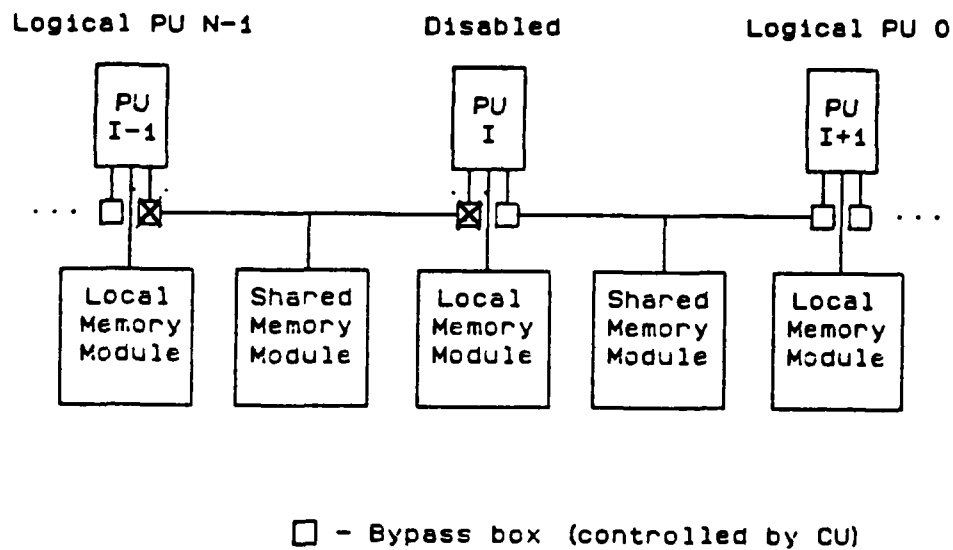 Logical PU N-1 Disabled Logical PU 0
PU
I-1
PU
I
PU
I+1
. . . . . .
Local
Memory
Module
Shared
Memory
Module
Local
Memory
Module
Shared
Memory
Module
Local
Memory
Module
- Bypass box (controlled by CU)